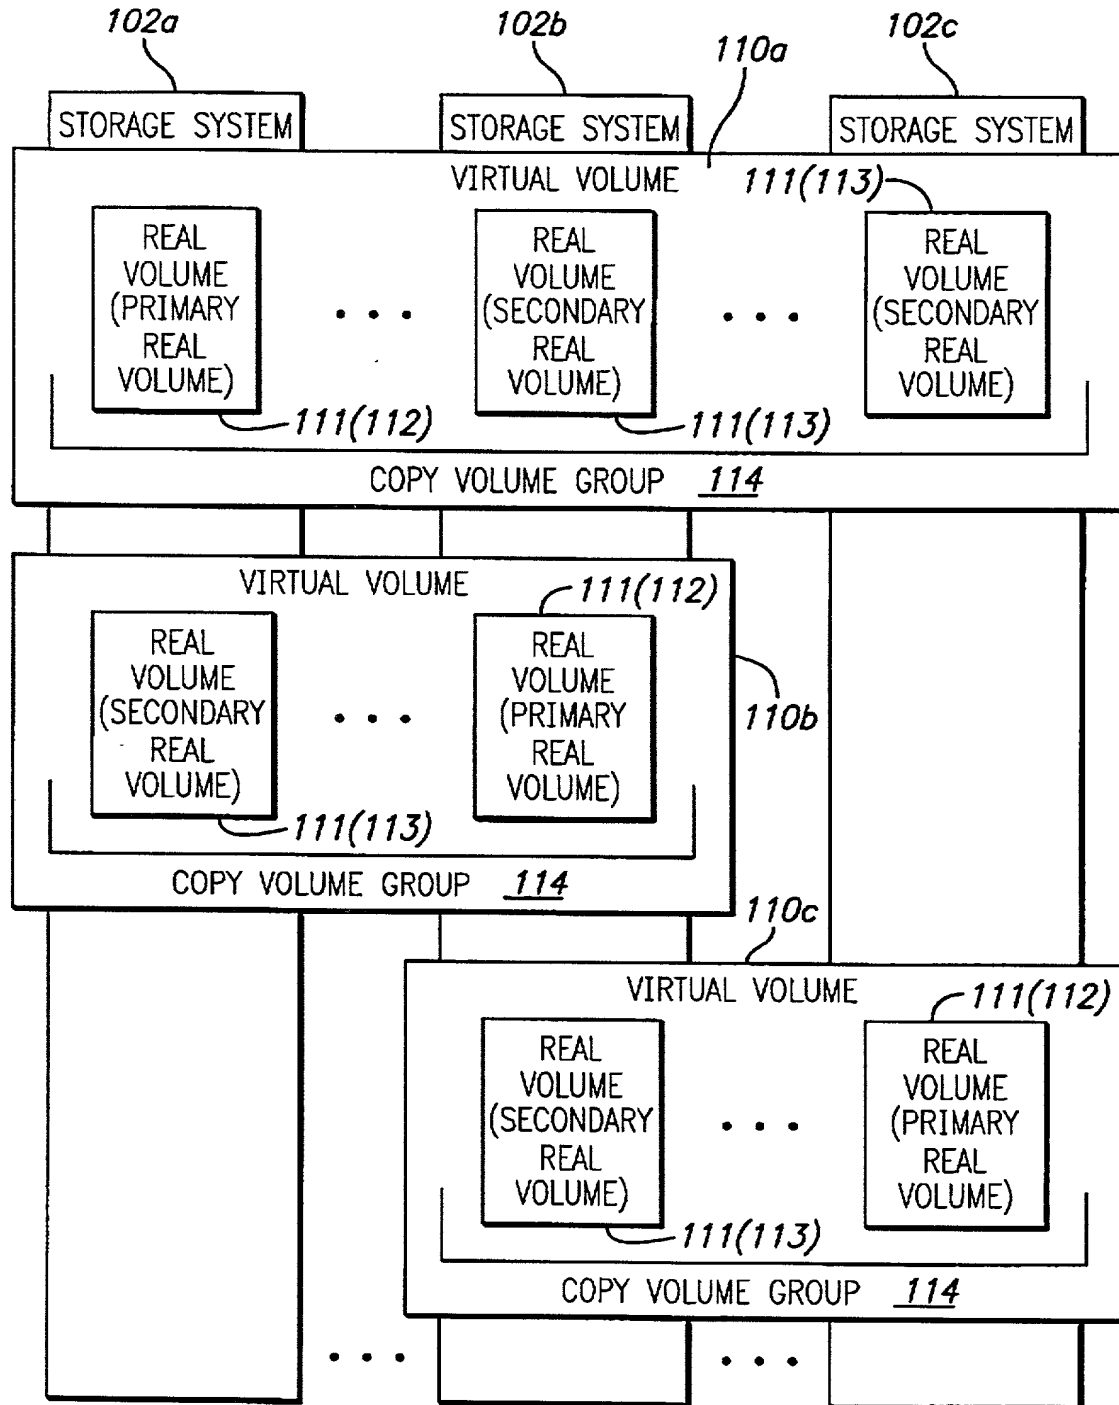 102a
102b
102c
110a
STORAGE SYSTEM
STORAGE SYSTEM
STORAGE SYSTEM
VIRTUAL VOLUME
111(113)
REAL
VOLUME
(PRIMARY
REAL
VOLUME)
REAL
VOLUME
(SECONDARY
REAL
VOLUME)
REAL
VOLUME
(SECONDARY
REAL
VOLUME)
111(112)
111(113)
COPY VOLUME GROUP 114
VIRTUAL VOLUME
111(112)
REAL
VOLUME
(SECONDARY
REAL
VOLUME)
REAL
VOLUME
(PRIMARY
REAL
VOLUME)
110b
111(113)
COPY VOLUME GROUP 114
110c
VIRTUAL VOLUME
111(112)
REAL
VOLUME
(SECONDARY
REAL
VOLUME)
REAL
VOLUME
(PRIMARY
REAL
VOLUME)
111(113)
COPY VOLUME GROUP 114